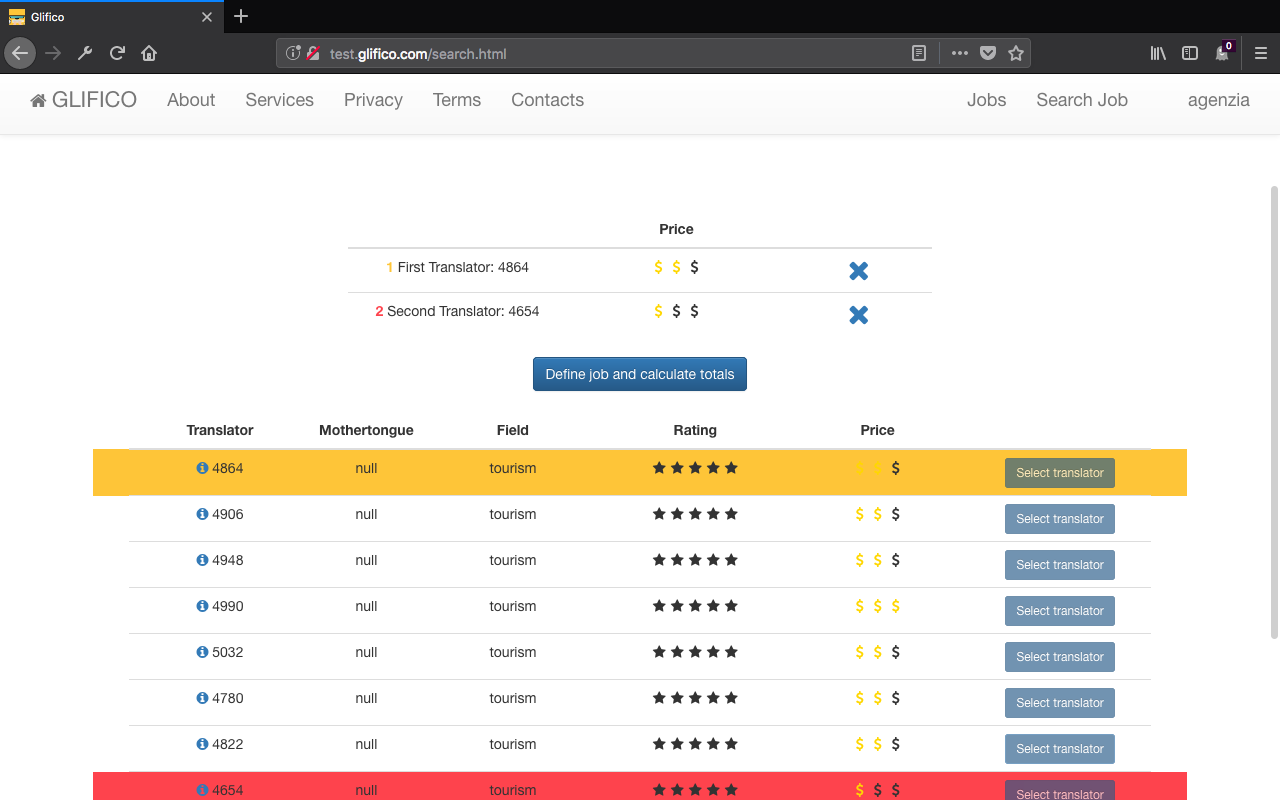 Glifico
0
test.glifico.com/search.html
GLIFICO About Services Privacy Terms Contacts Jobs Search Job agenzia
Price
1 First Translator: 4864 $ $ $
2 Second Translator: 4654 $ $ $
Define job and calculate totals
Translator Mothertongue Field Rating Price
4864 null tourism $ $ $ Select translator
4906 null tourism $ $ $ Select translator
4948 null tourism $ $ $ Select translator
4990 null tourism $ $ $ Select translator
5032 null tourism $ $ $ Select translator
4780 null tourism $ $ $ Select translator
4822 null tourism $ $ $ Select translator
4654 null tourism $ $ $ Select translator